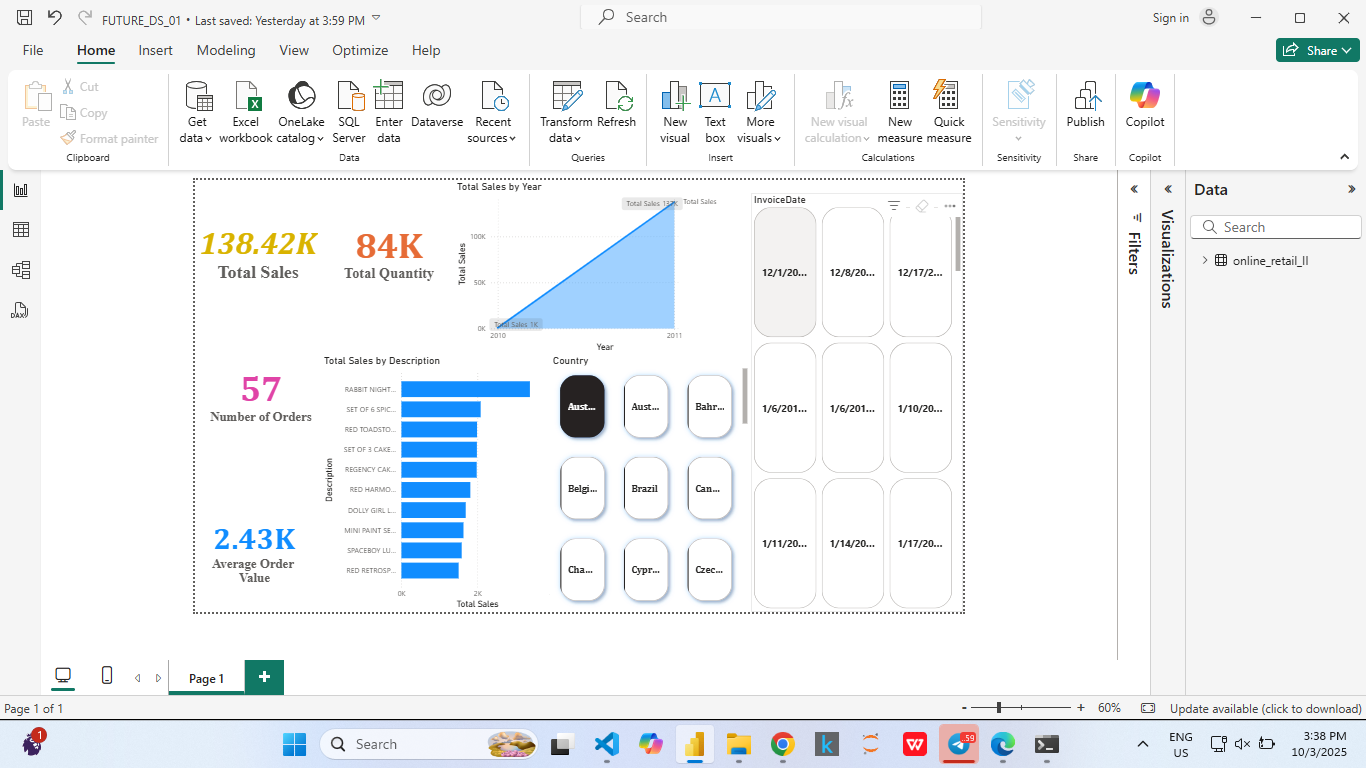 FUTURE_DS_01 • Last saved: Yesterday at 3:59 PM
Search
Sign in
File
Home
Insert
Modeling
View
Optimize
Help
Share
Paste
Cut
Copy
Format painter
Clipboard
Get data
Excel workbook
OneLake catalog
SQL Server
Enter data
Dataverse
Recent sources
Data
Transform data
Refresh
Queries
New visual
Text box
More visuals
Insert
New visual calculation
New measure
Quick measure
Calculations
Sensitivity
Sensitivity
Publish
Share
Copilot
Copilot
138.42K
Total Sales
84K
Total Quantity
57
Number of Orders
2.43K
Average Order
Value
Total Sales by Year
Total Sales 137K
Total Sales
Total Sales
100K
50K
0K
Total Sales 1K
2010
2011
Year
Total Sales by Description
Description
RABBIT NIGHT...
SET OF 6 SPIC...
RED TOADSTO...
SET OF 3 CAKE...
REGENCY CAK...
RED HARMO...
DOLLY GIRL L...
MINI PAINT SE...
SPACEBOY LU...
RED RETROSP...
0K
2K
Total Sales
Country
Aust...
Aust...
Bahr...
Belgi...
Brazil
Can...
Cha...
Cypr...
Czec...
InvoiceDate
12/1/20...
12/8/20...
12/17/2...
1/6/201...
1/6/201...
1/10/20...
1/11/20...
1/14/20...
1/17/20...
Filters
Visualizations
Data
Search
online_retail_II
Page 1
Page 1 of 1
- + 60%
Update available (click to download)
1
Search
59
ENG
US
3:38 PM
10/3/2025